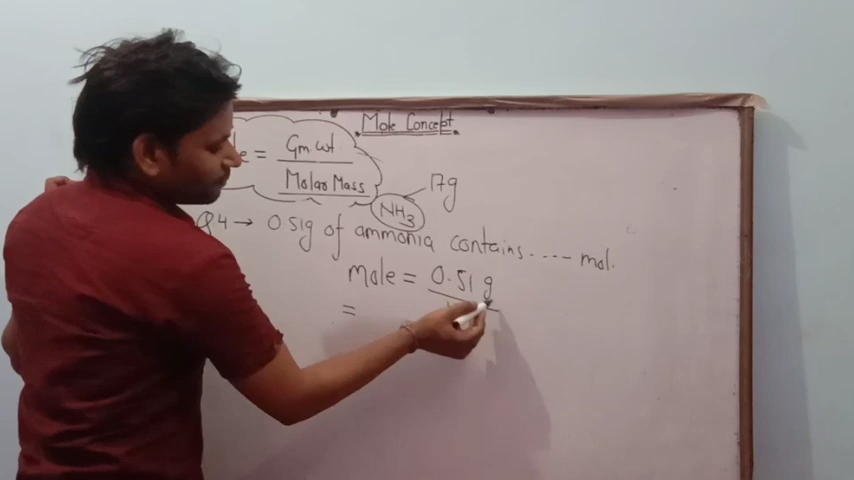 Mole Concept
= Gm. Wt
Molar Mass
NH3 17g
Q4 → 0.51g of ammonia contains ..... mol.
Mole = 0.51 g
=